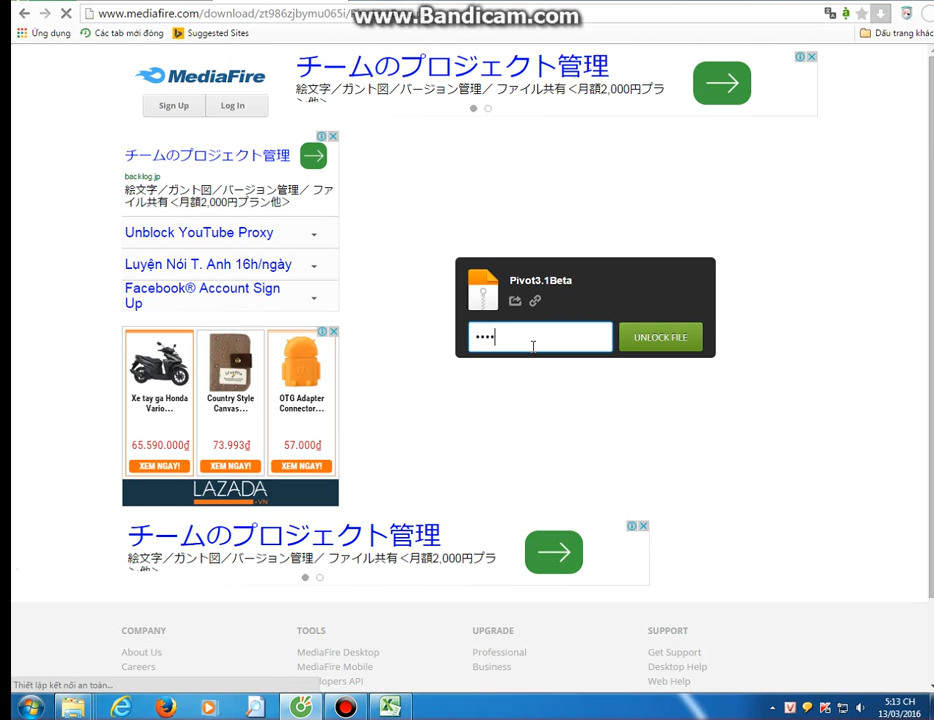 www.mediafire.com/download/zt986zjbymu065i/
www.Bandicam.com
Ứng dụng
Các tab mới đóng
Suggested Sites
Dấu trang khác
MediaFire
Sign Up
Log In
チームのプロジェクト管理
絵文字／ガント図／バージョン管理／ ファイル共有＜月額2,000円プラ
ン他＞
チームのプロジェクト管理
backlog.jp
絵文字／ガント図／バージョン管理／ ファ
イル共有＜月額2,000円プラン他＞
Unblock YouTube Proxy
Luyện Nói T. Anh 16h/ngày
Facebook® Account Sign
Up
Pivot3.1Beta
••••
UNLOCK FILE
Xe tay ga Honda
Vario...
65.590.000₫
XEM NGAY!
Country Style
Canvas...
73.993₫
XEM NGAY!
OTG Adapter
Connector...
57.000₫
XEM NGAY!
LAZADA
.VN
チームのプロジェクト管理
絵文字／ガント図／バージョン管理／ ファイル共有＜月額2,000円プラ
ン他＞
COMPANY
About Us
Careers
TOOLS
MediaFire Desktop
MediaFire Mobile
lopers API
UPGRADE
Professional
Business
SUPPORT
Get Support
Desktop Help
Web Help
Thiết lập kết nối an toàn...
5:13 CH
13/03/2016